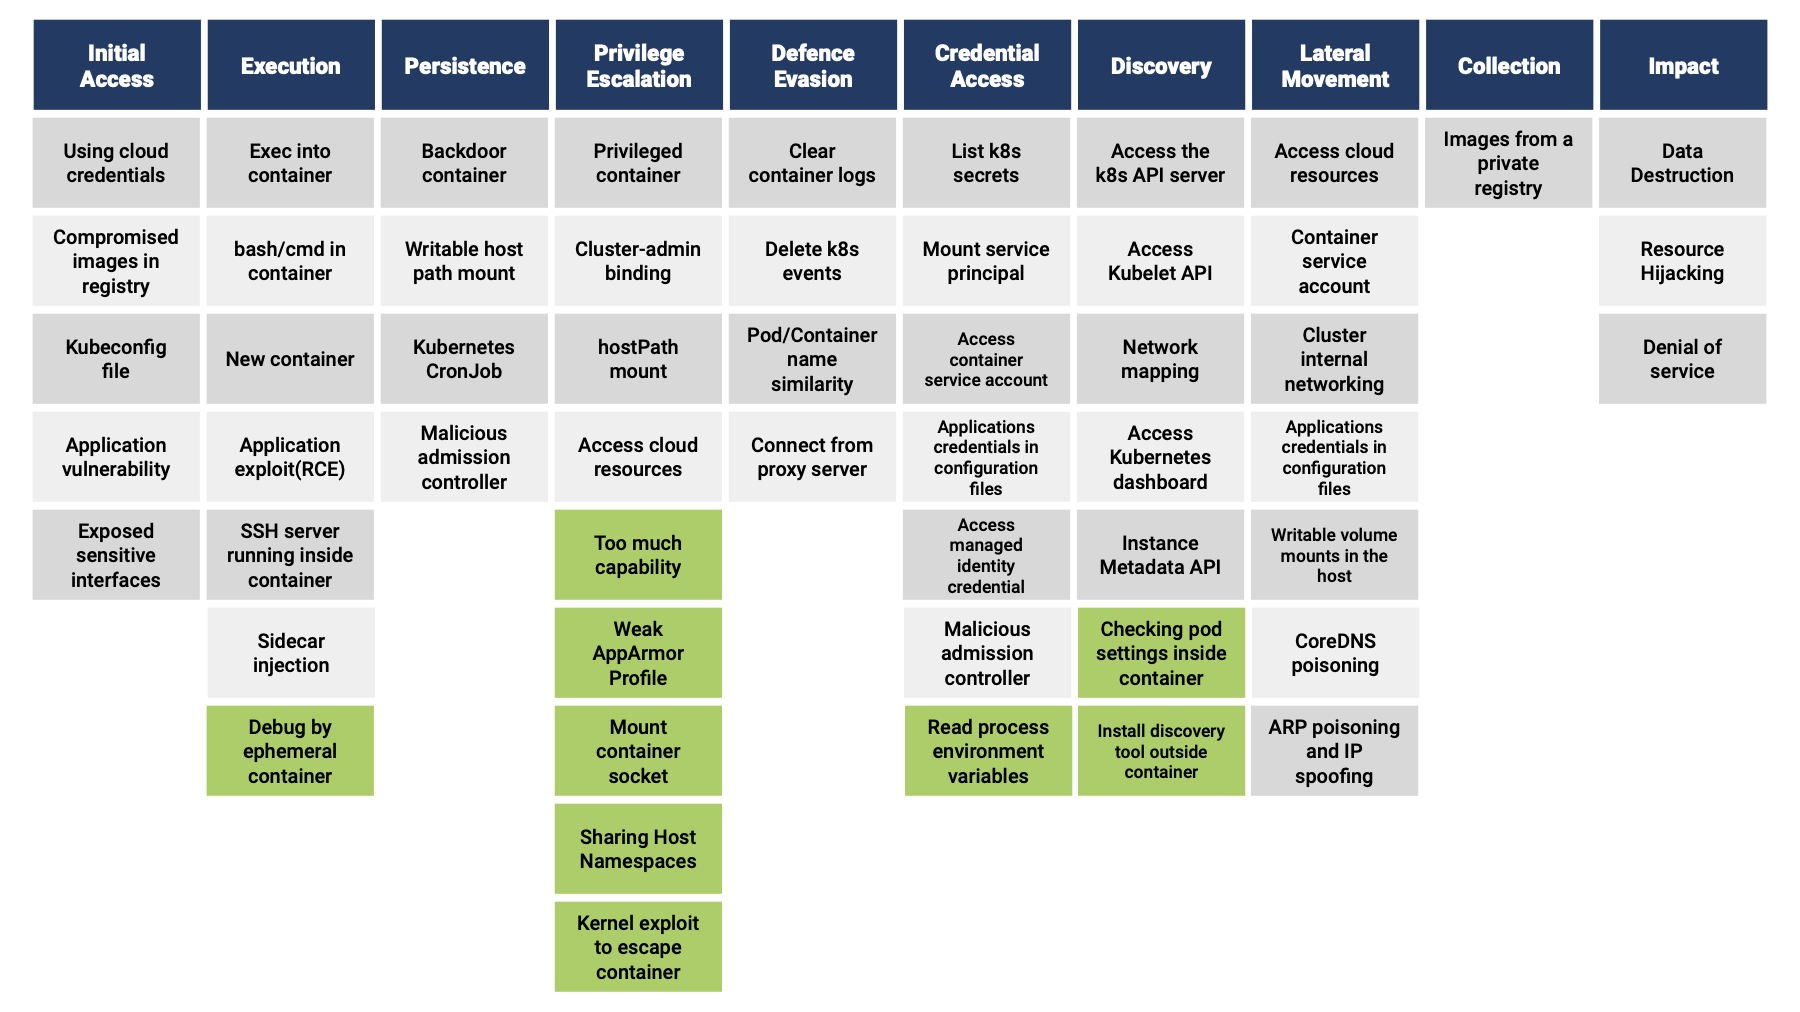 Initial
Access
Execution
Persistence
Privilege
Escalation
Defence
Evasion
Credential
Access
Discovery
Lateral
Movement
Collection
Impact
Using cloud
credentials
Exec into
container
Backdoor
container
Privileged
container
Clear
container logs
List k8s
secrets
Access the
k8s API server
Access cloud
resources
Images from a
private
registry
Data
Destruction
Compromised
images in
registry
bash/cmd in
container
Writable host
path mount
Cluster-admin
binding
Delete k8s
events
Mount service
principal
Access
Kubelet API
Container
service
account
Resource
Hijacking
Kubeconfig
file
New container
Kubernetes
CronJob
hostPath
mount
Pod/Container
name
similarity
Access
container
service account
Network
mapping
Cluster
internal
networking
Denial of
service
Application
vulnerability
Application
exploit(RCE)
Malicious
admission
controller
Access cloud
resources
Connect from
proxy server
Applications
credentials in
configuration
files
Access
Kubernetes
dashboard
Applications
credentials in
configuration
files
Exposed
sensitive
interfaces
SSH server
running inside
container
Too much
capability
Access
managed
identity
credential
Instance
Metadata API
Writable volume
mounts in the
host
Sidecar
injection
Weak
AppArmor
Profile
Malicious
admission
controller
Checking pod
settings inside
container
CoreDNS
poisoning
Debug by
ephemeral
container
Mount
container
socket
Read process
environment
variables
Install discovery
tool outside
container
ARP poisoning
and IP
spoofing
Sharing Host
Namespaces
Kernel exploit
to escape
container